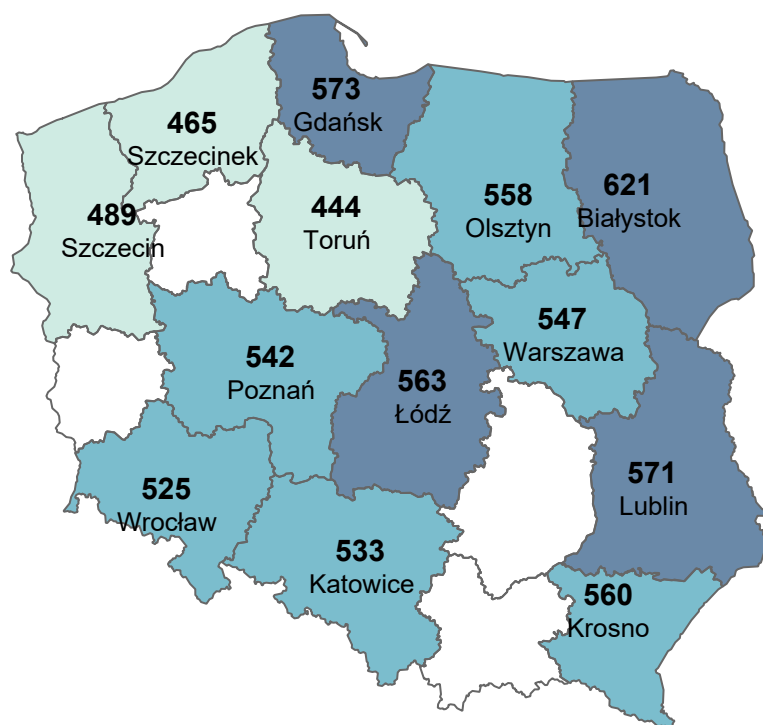 573
Gdańsk
465
Szczecinek
621
Białystok
558
Olsztyn
444
Toruń
489
Szczecin
547
Warszawa
542
Poznań
563
Łódź
571
Lublin
525
Wrocław
533
Katowice
560
Krosno